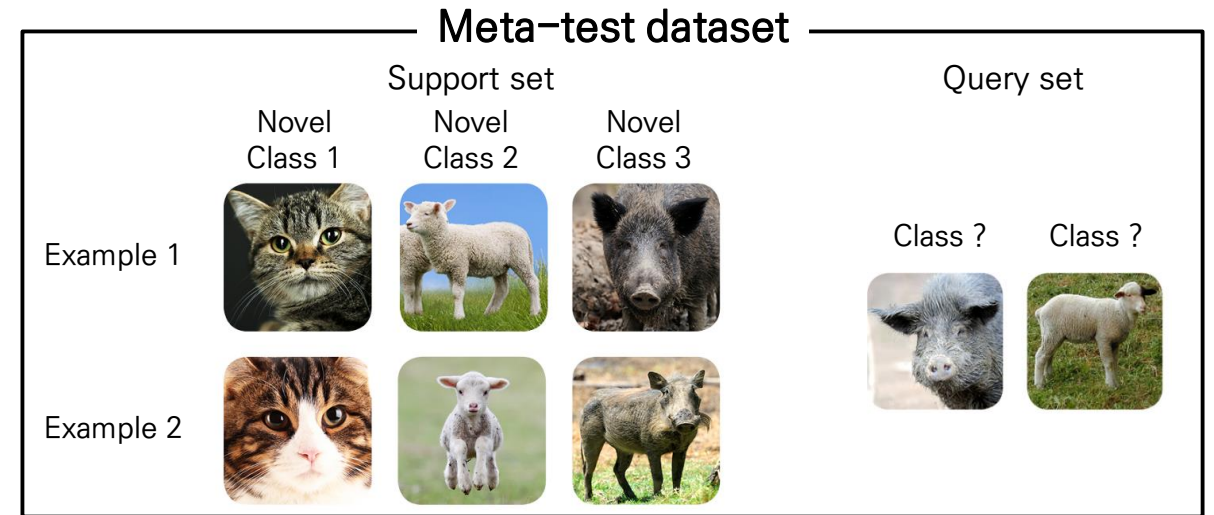 Meta-test dataset
Support set
Query set
Novel
Class 1
Novel
Class 2
Novel
Class 3
Example 1
Class ?
Class ?
Example 2